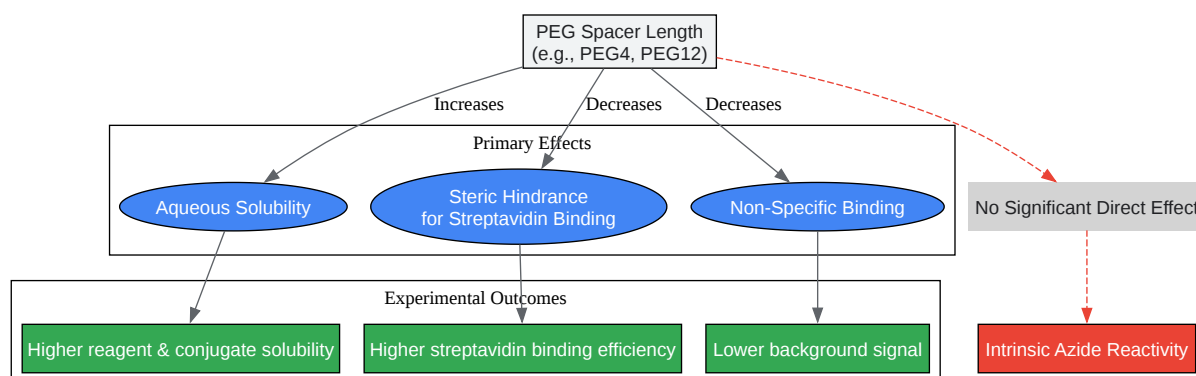 PEG Spacer Length
(e.g., PEG4, PEG12)
Increases
Decreases
Decreases
Primary Effects
Aqueous Solubility
Steric Hindrance
for Streptavidin Binding
Non-Specific Binding
No Significant Direct Effect
Experimental Outcomes
Higher reagent & conjugate solubility
Higher streptavidin binding efficiency
Lower background signal
Intrinsic Azide Reactivity